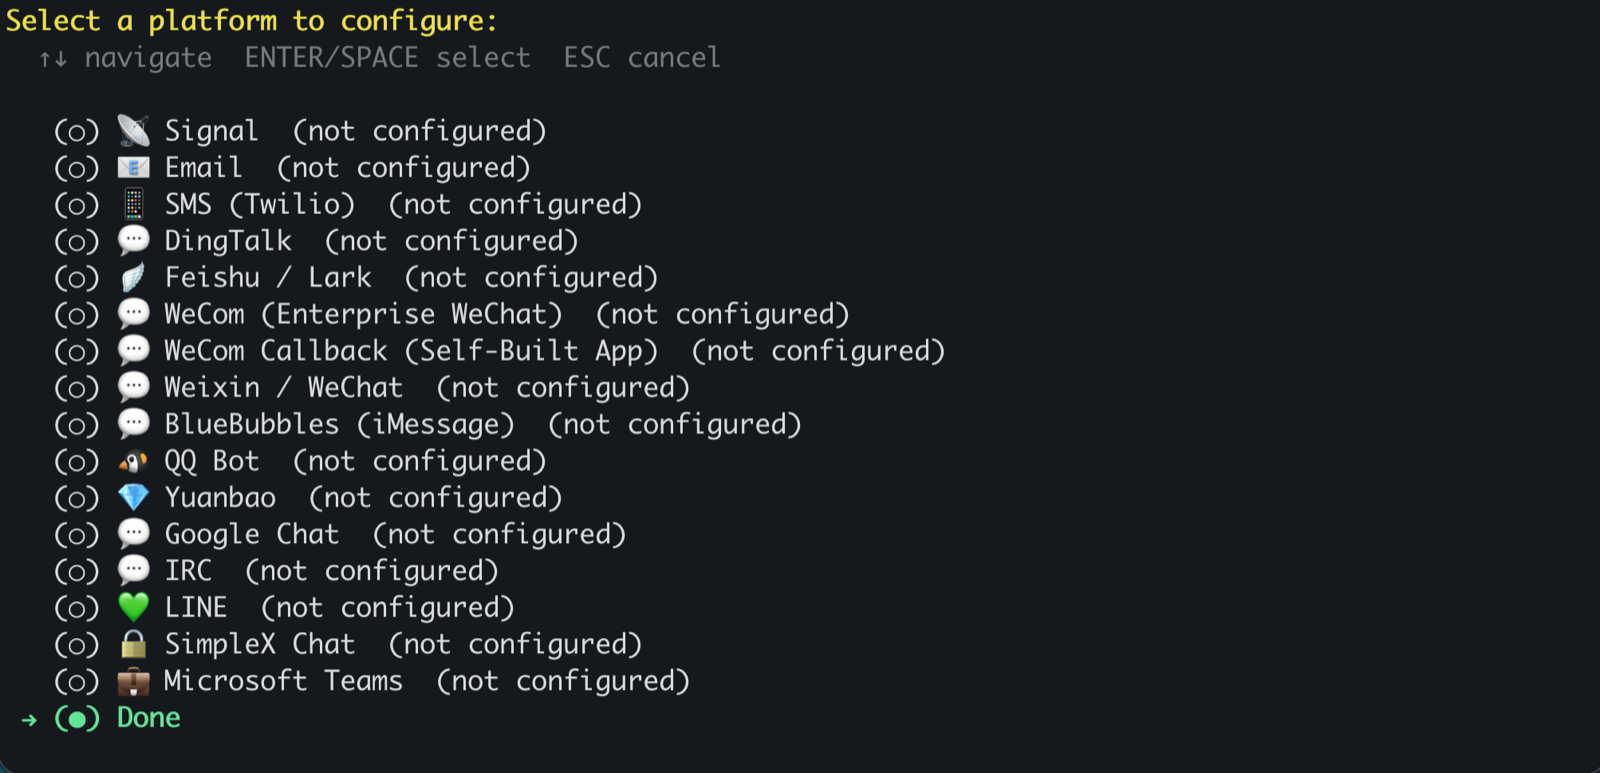 Select a platform to configure:
↑↓ navigate  ENTER/SPACE select  ESC cancel
(○) 📡 Signal  (not configured)
(○) 📧 Email  (not configured)
(○) 📱 SMS (Twilio)  (not configured)
(○) 💬 DingTalk  (not configured)
(○) 🪽 Feishu / Lark  (not configured)
(○) 💬 WeCom (Enterprise WeChat)  (not configured)
(○) 💬 WeCom Callback (Self-Built App)  (not configured)
(○) 💬 Weixin / WeChat  (not configured)
(○) 💬 BlueBubbles (iMessage)  (not configured)
(○) 🐧 QQ Bot  (not configured)
(○) 💎 Yuanbao  (not configured)
(○) 💬 Google Chat  (not configured)
(○) 💬 IRC  (not configured)
(○) 💚 LINE  (not configured)
(○) 🔒 SimpleX Chat  (not configured)
(○) 💼 Microsoft Teams  (not configured)
→ (●) Done